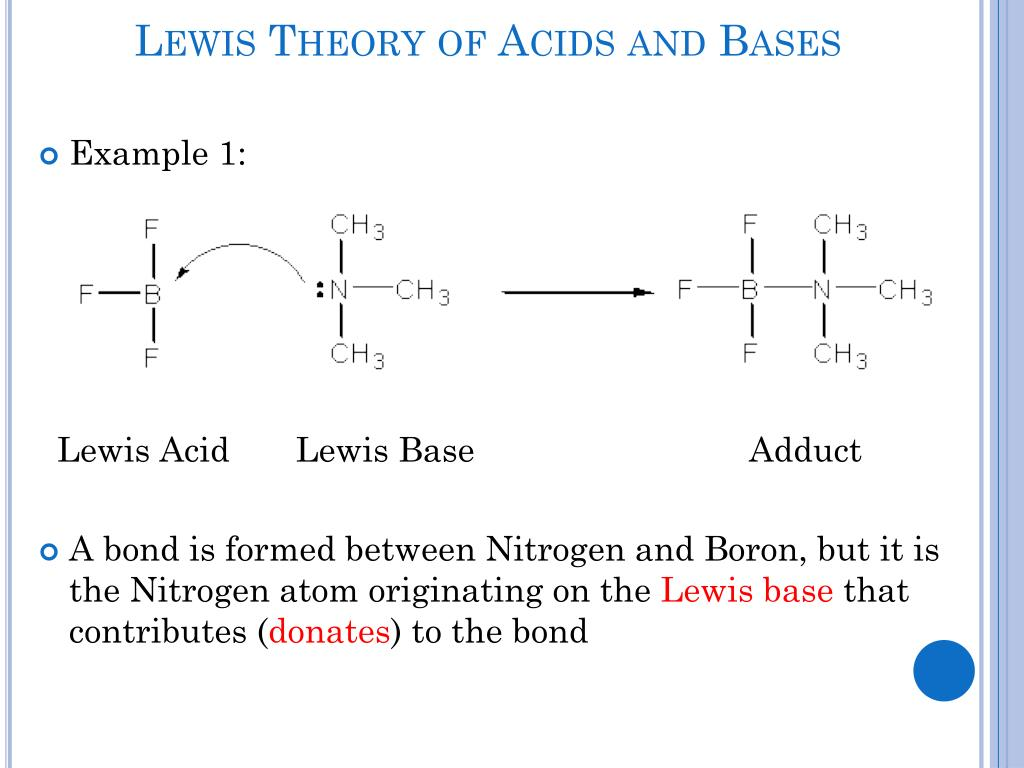 LEWIS THEORY OF ACIDS AND BASES
Example 1:
F CH3 F CH3
F B :N CH3 F B N CH3
F CH3 F CH3
Lewis Acid Lewis Base Adduct
A bond is formed between Nitrogen and Boron, but it is
the Nitrogen atom originating on the Lewis base that
contributes (donates) to the bond